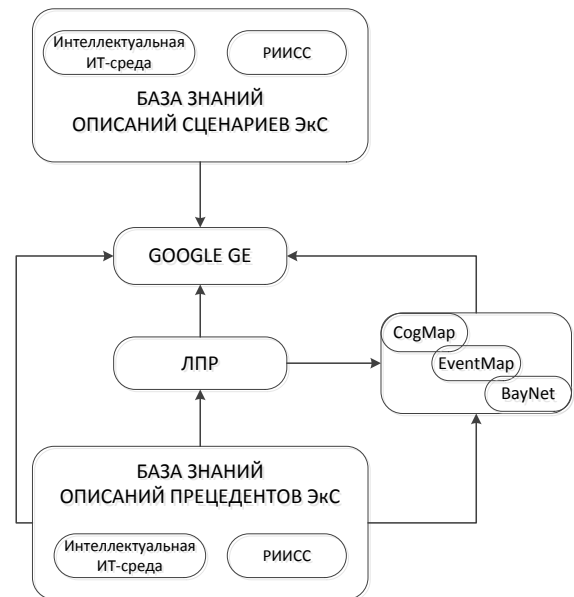 Интеллектуальная
ИТ-среда
РИИСС
БАЗА ЗНАНИЙ
ОПИСАНИЙ СЦЕНАРИЕВ ЭкС
GOOGLE GE
CogMap
EventMap
BayNet
ЛПР
БАЗА ЗНАНИЙ
ОПИСАНИЙ ПРЕЦЕДЕНТОВ ЭкС
Интеллектуальная
ИТ-среда
РИИСС